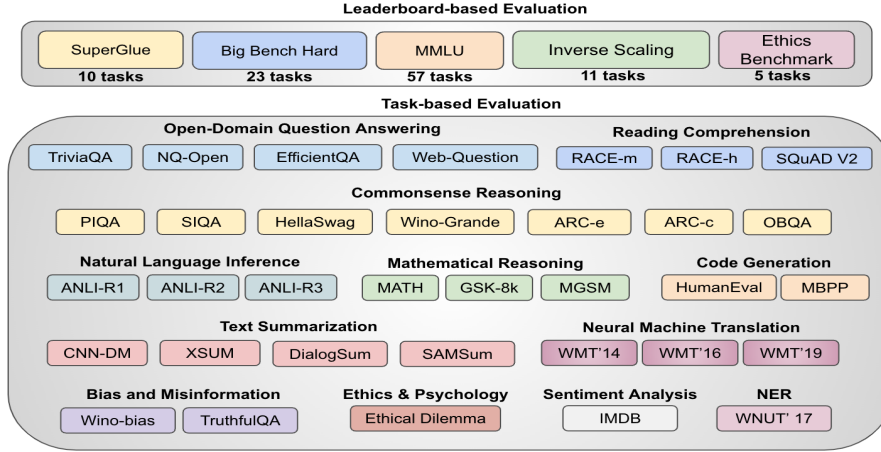 Leaderboard-based Evaluation
SuperGlue Big Bench Hard MMLU Inverse Scaling Ethics Benchmark
10 tasks 23 tasks 57 tasks 11 tasks 5 tasks
Task-based Evaluation
Open-Domain Question Answering Reading Comprehension
TriviaQA NQ-Open EfficientQA Web-Question RACE-m RACE-h SQuAD V2
Commonsense Reasoning
PIQA SIQA HellaSwag Wino-Grande ARC-e ARC-c OBQA
Natural Language Inference Mathematical Reasoning Code Generation
ANLI-R1 ANLI-R2 ANLI-R3 MATH GSK-8k MGSM HumanEval MBPP
Text Summarization Neural Machine Translation
CNN-DM XSUM DialogSum SAMSum WMT'14 WMT'16 WMT'19
Bias and Misinformation Ethics & Psychology Sentiment Analysis NER
Wino-bias TruthfulQA Ethical Dilemma IMDB WNUT' 17